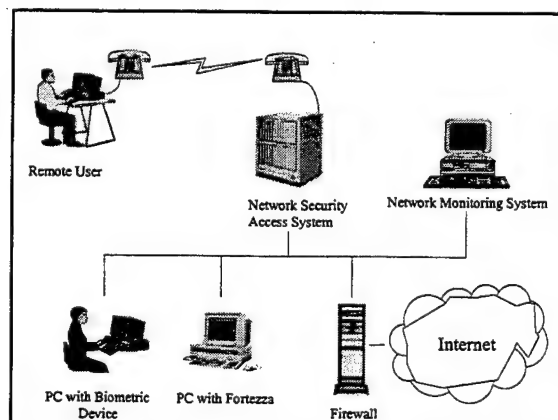 Remote User
Network Security
Access System
Network Monitoring System
PC with Biometric
Device
PC with Fortezza
Firewall
Internet